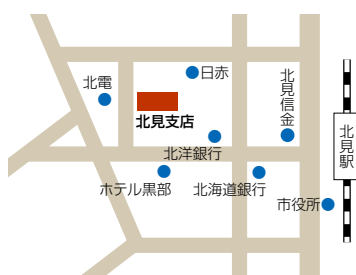 日赤
北電
北見信金
北見支店
北見駅
北洋銀行
ホテル黒部
北海道銀行
市役所